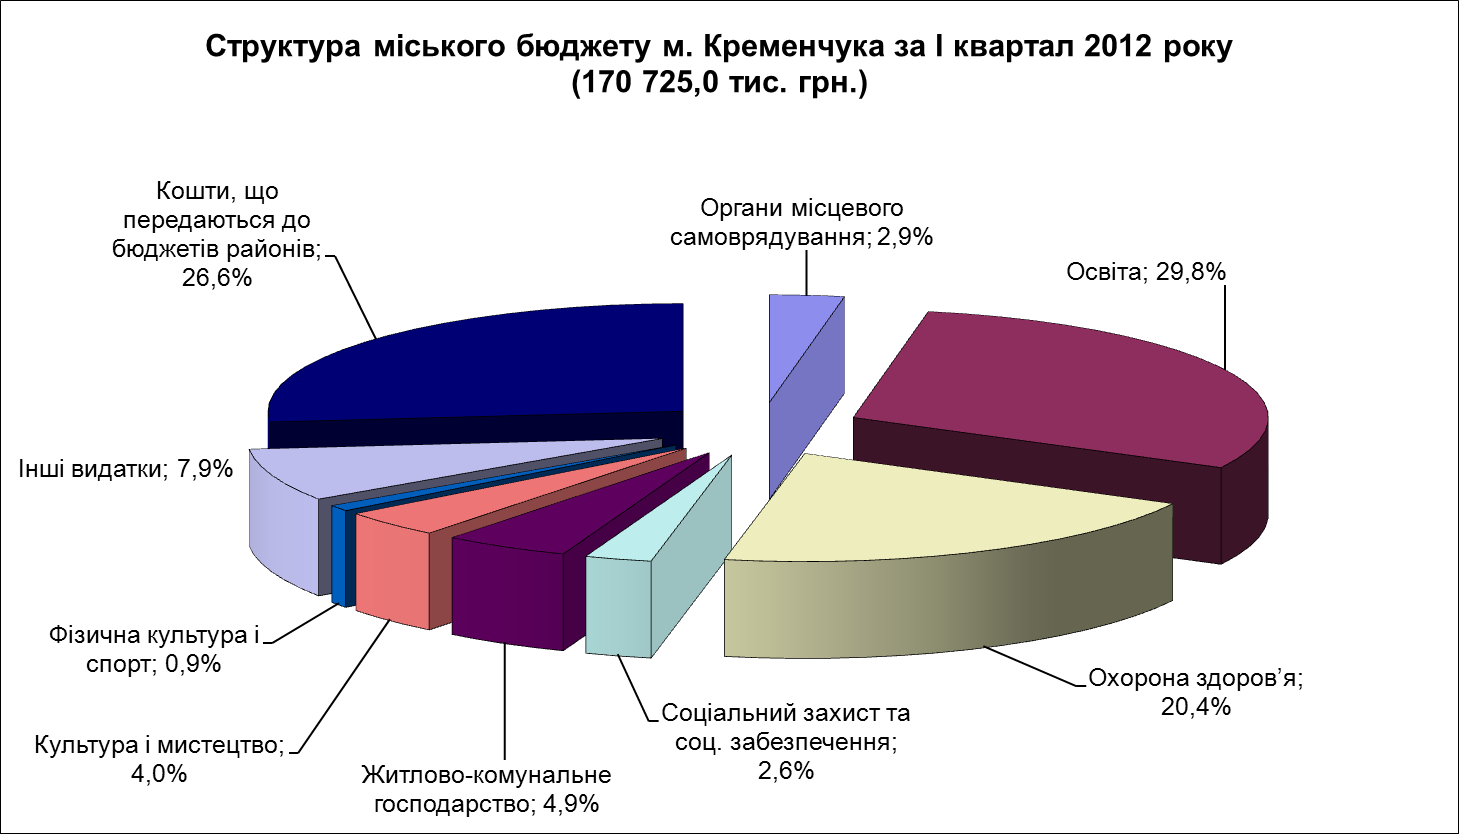 Структура міського бюджету м. Кременчука за І квартал 2012 року
(170 725,0 тис. грн.)
Кошти, що
передаються до
бюджетів районів;
26,6%
Органи місцевого
самоврядування; 2,9%
Освіта; 29,8%
Інші видатки; 7,9%
Фізична культура і
спорт; 0,9%
Культура і мистецтво;
4,0%
Житлово-комунальне
господарство; 4,9%
Соціальний захист та
соц. забезпечення;
2,6%
Охорона здоров’я;
20,4%